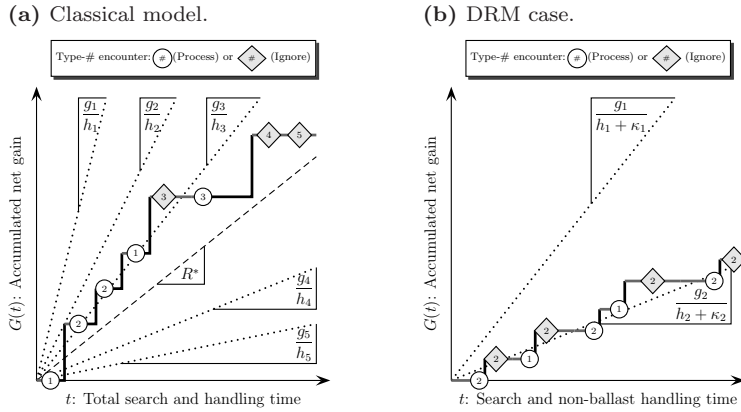 (a) Classical model.
Type-# encounter: # (Process) or # (Ignore)
G(t): Accumulated net gain
g1
h1
g2
h2
g3
h3
4
5
3
3
1
2
R*
2
g4
h4
g5
h5
1
t: Total search and handling time
(b) DRM case.
Type-# encounter: # (Process) or # (Ignore)
G(t): Accumulated net gain
g1
h1 + κ1
2
2
2
1
g2
h2 + κ2
2
2
2
1
2
t: Search and non-ballast handling time